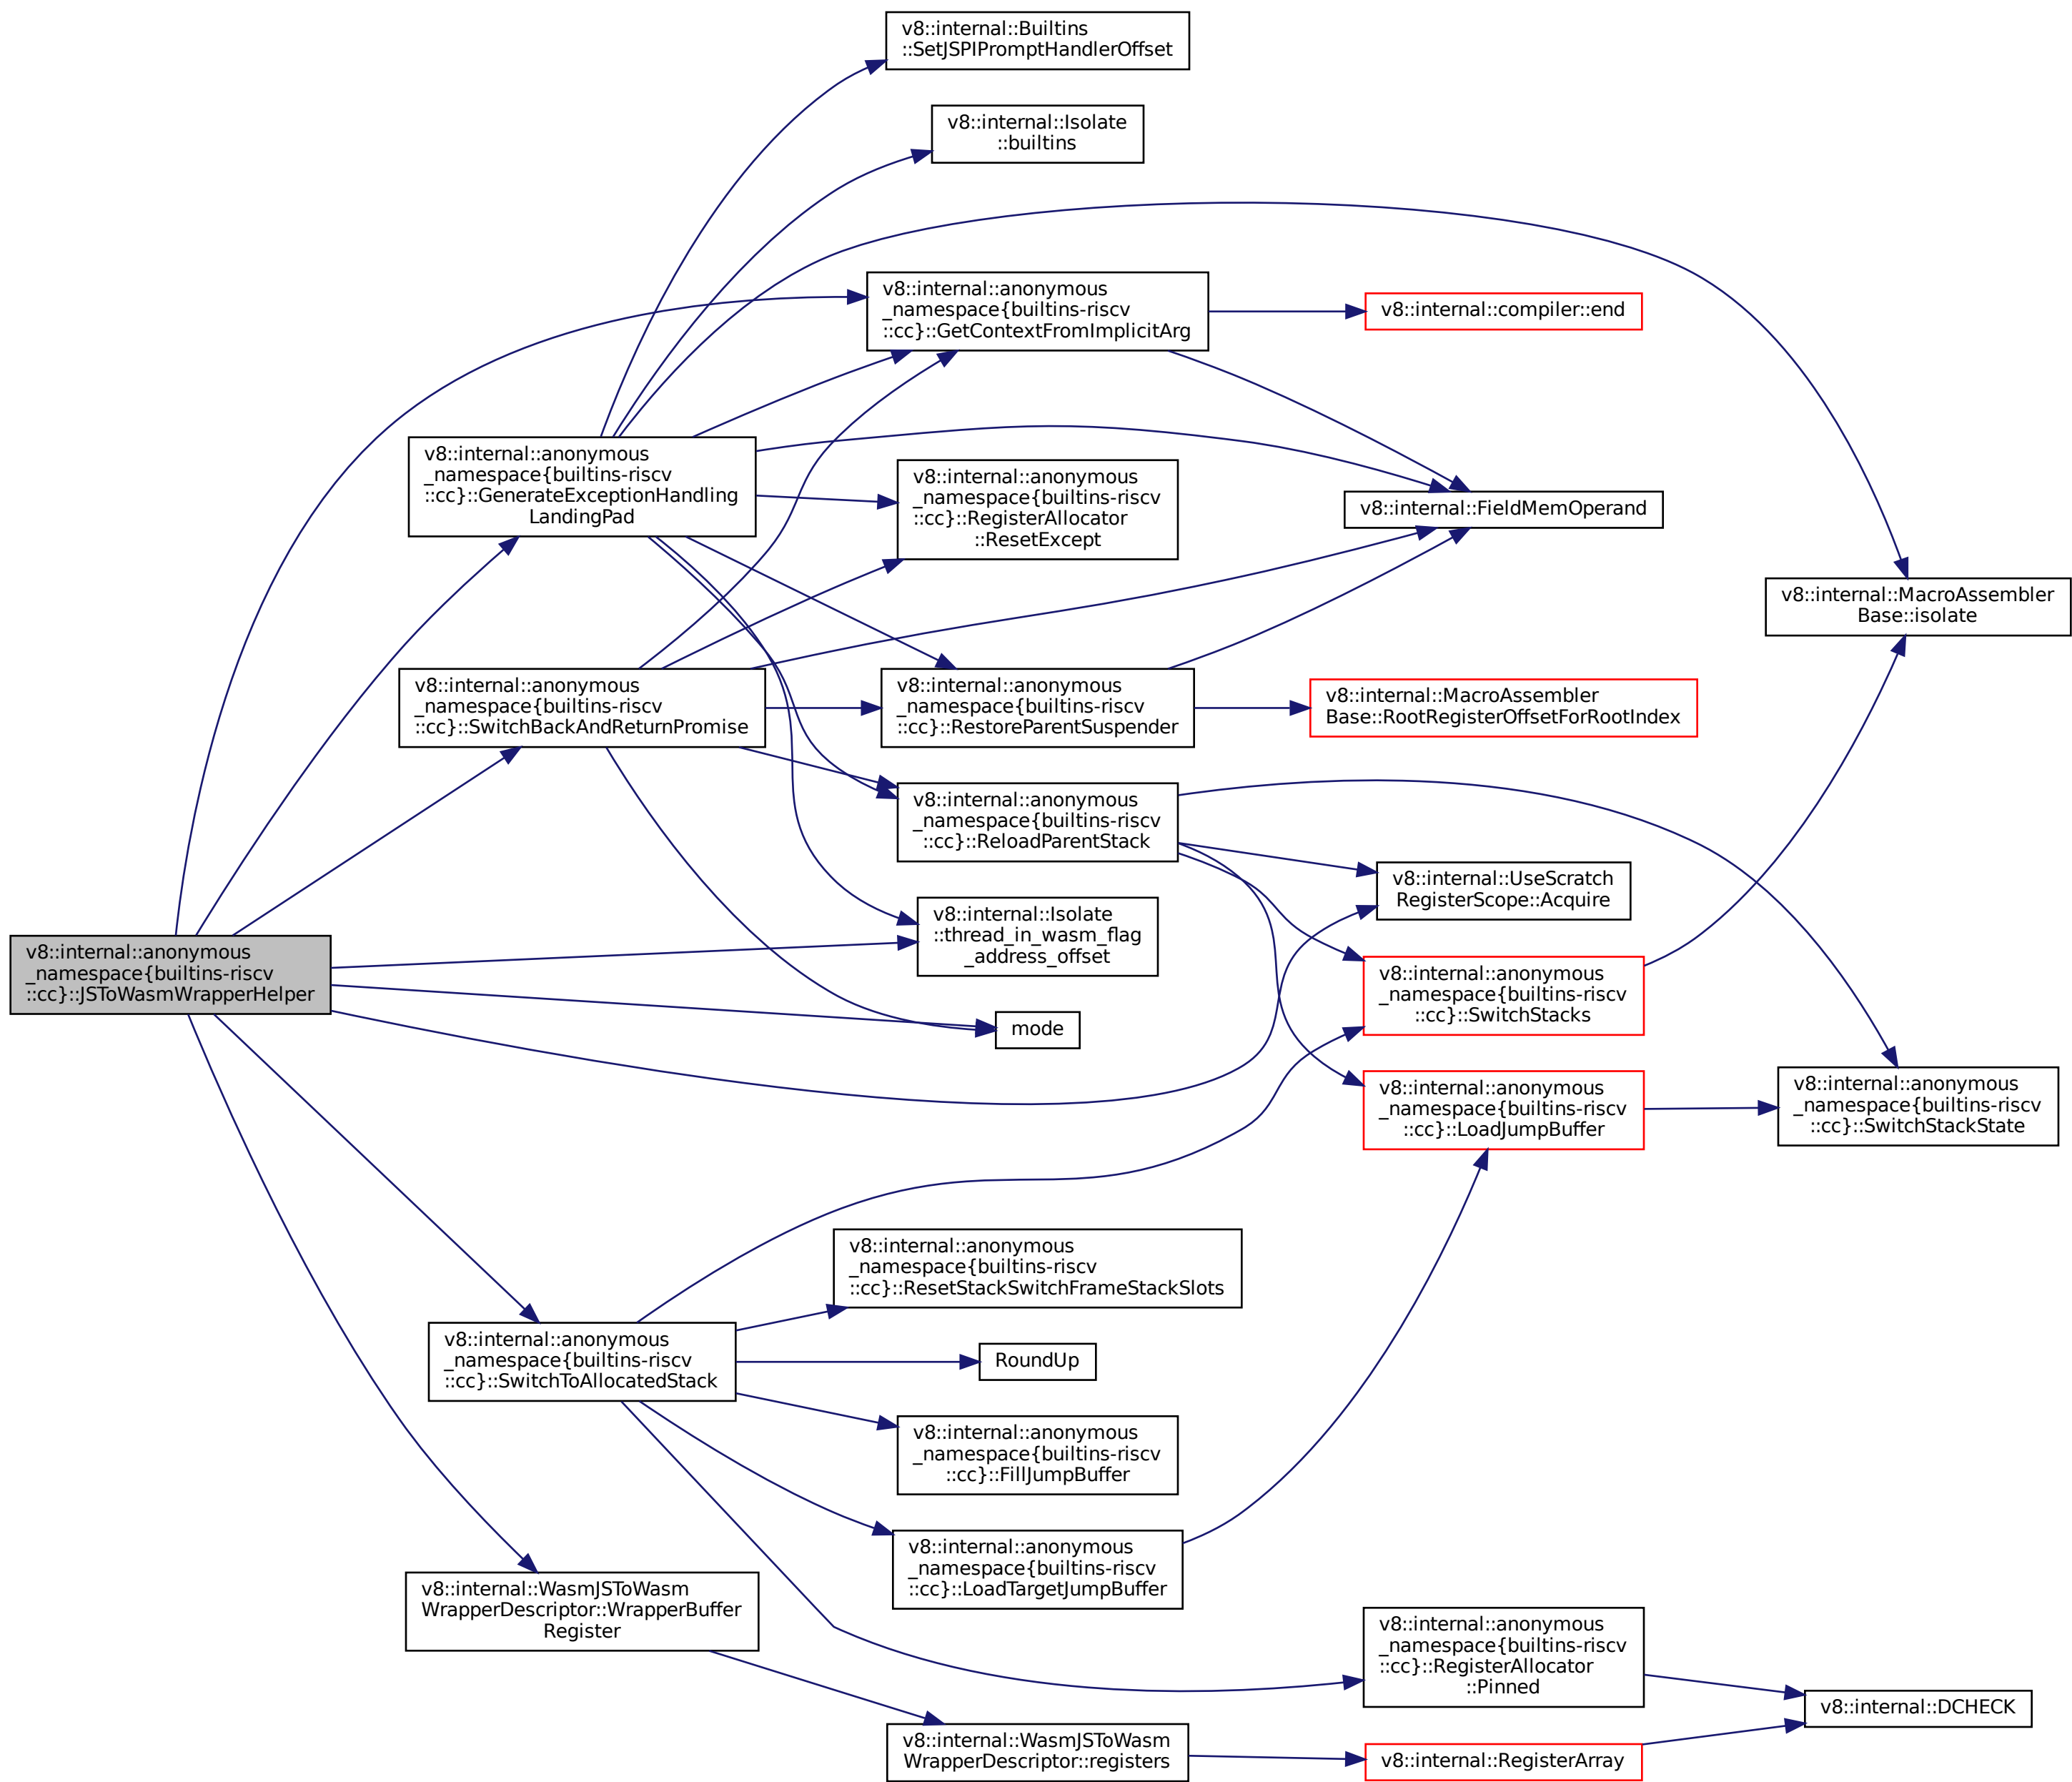 v8::internal::Builtins
::SetJSPIPromptHandlerOffset
v8::internal::Isolate
::builtins
v8::internal::anonymous
_namespace{builtins-riscv
::cc}::GetContextFromImplicitArg
v8::internal::compiler::end
v8::internal::anonymous
_namespace{builtins-riscv
::cc}::GenerateExceptionHandling
LandingPad
v8::internal::anonymous
_namespace{builtins-riscv
::cc}::RegisterAllocator
::ResetExcept
v8::internal::FieldMemOperand
v8::internal::MacroAssembler
Base::isolate
v8::internal::anonymous
_namespace{builtins-riscv
::cc}::SwitchBackAndReturnPromise
v8::internal::anonymous
_namespace{builtins-riscv
::cc}::RestoreParentSuspender
v8::internal::MacroAssembler
Base::RootRegisterOffsetForRootIndex
v8::internal::anonymous
_namespace{builtins-riscv
::cc}::ReloadParentStack
v8::internal::UseScratch
RegisterScope::Acquire
v8::internal::Isolate
::thread_in_wasm_flag
_address_offset
v8::internal::anonymous
_namespace{builtins-riscv
::cc}::JSToWasmWrapperHelper
v8::internal::anonymous
_namespace{builtins-riscv
::cc}::SwitchStacks
mode
v8::internal::anonymous
_namespace{builtins-riscv
::cc}::LoadJumpBuffer
v8::internal::anonymous
_namespace{builtins-riscv
::cc}::SwitchStackState
v8::internal::anonymous
_namespace{builtins-riscv
::cc}::ResetStackSwitchFrameStackSlots
v8::internal::anonymous
_namespace{builtins-riscv
::cc}::SwitchToAllocatedStack
RoundUp
v8::internal::anonymous
_namespace{builtins-riscv
::cc}::FillJumpBuffer
v8::internal::anonymous
_namespace{builtins-riscv
::cc}::LoadTargetJumpBuffer
v8::internal::WasmJSToWasm
WrapperDescriptor::WrapperBuffer
Register
v8::internal::anonymous
_namespace{builtins-riscv
::cc}::RegisterAllocator
::Pinned
v8::internal::DCHECK
v8::internal::WasmJSToWasm
WrapperDescriptor::registers
v8::internal::RegisterArray